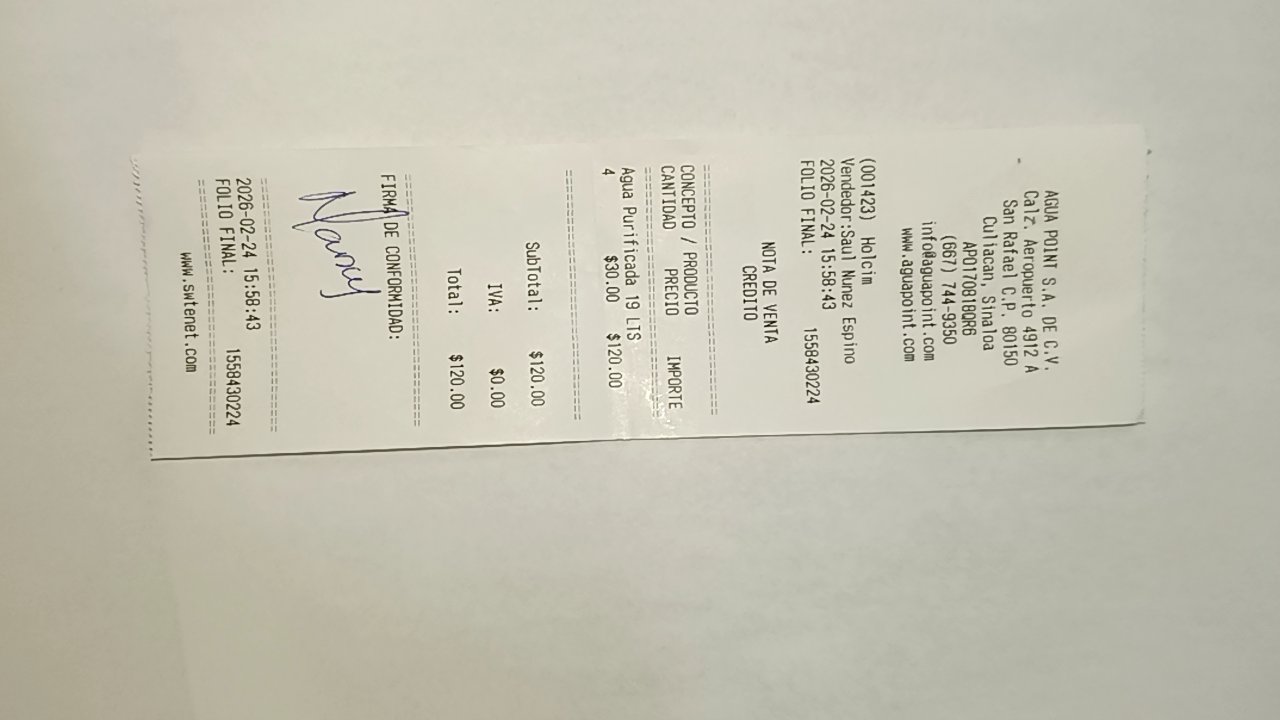 AGUA POINT S.A. DE C.V.
Calz. Aeropuerto 4912 A
San Rafael C.P. 80150
Culiacan, Sinaloa
APO170818QR6
(667) 744-9350
info@aguapoint.com
www.aguapoint.com
(001423) Holcim
Vendedor:Saul Nunez Espino
2026-02-24 15:58:43
FOLIO FINAL: 1558430224
NOTA DE VENTA
CREDITO
CONCEPTO / PRODUCTO
CANTIDAD PRECIO IMPORTE
Agua Purificada 19 LTS
4 $30.00 $120.00
SubTotal: $120.00
IVA: $0.00
Total: $120.00
FIRMA DE CONFORMIDAD:
Nancy
2026-02-24 15:58:43
FOLIO FINAL: 1558430224
www.swtenet.com